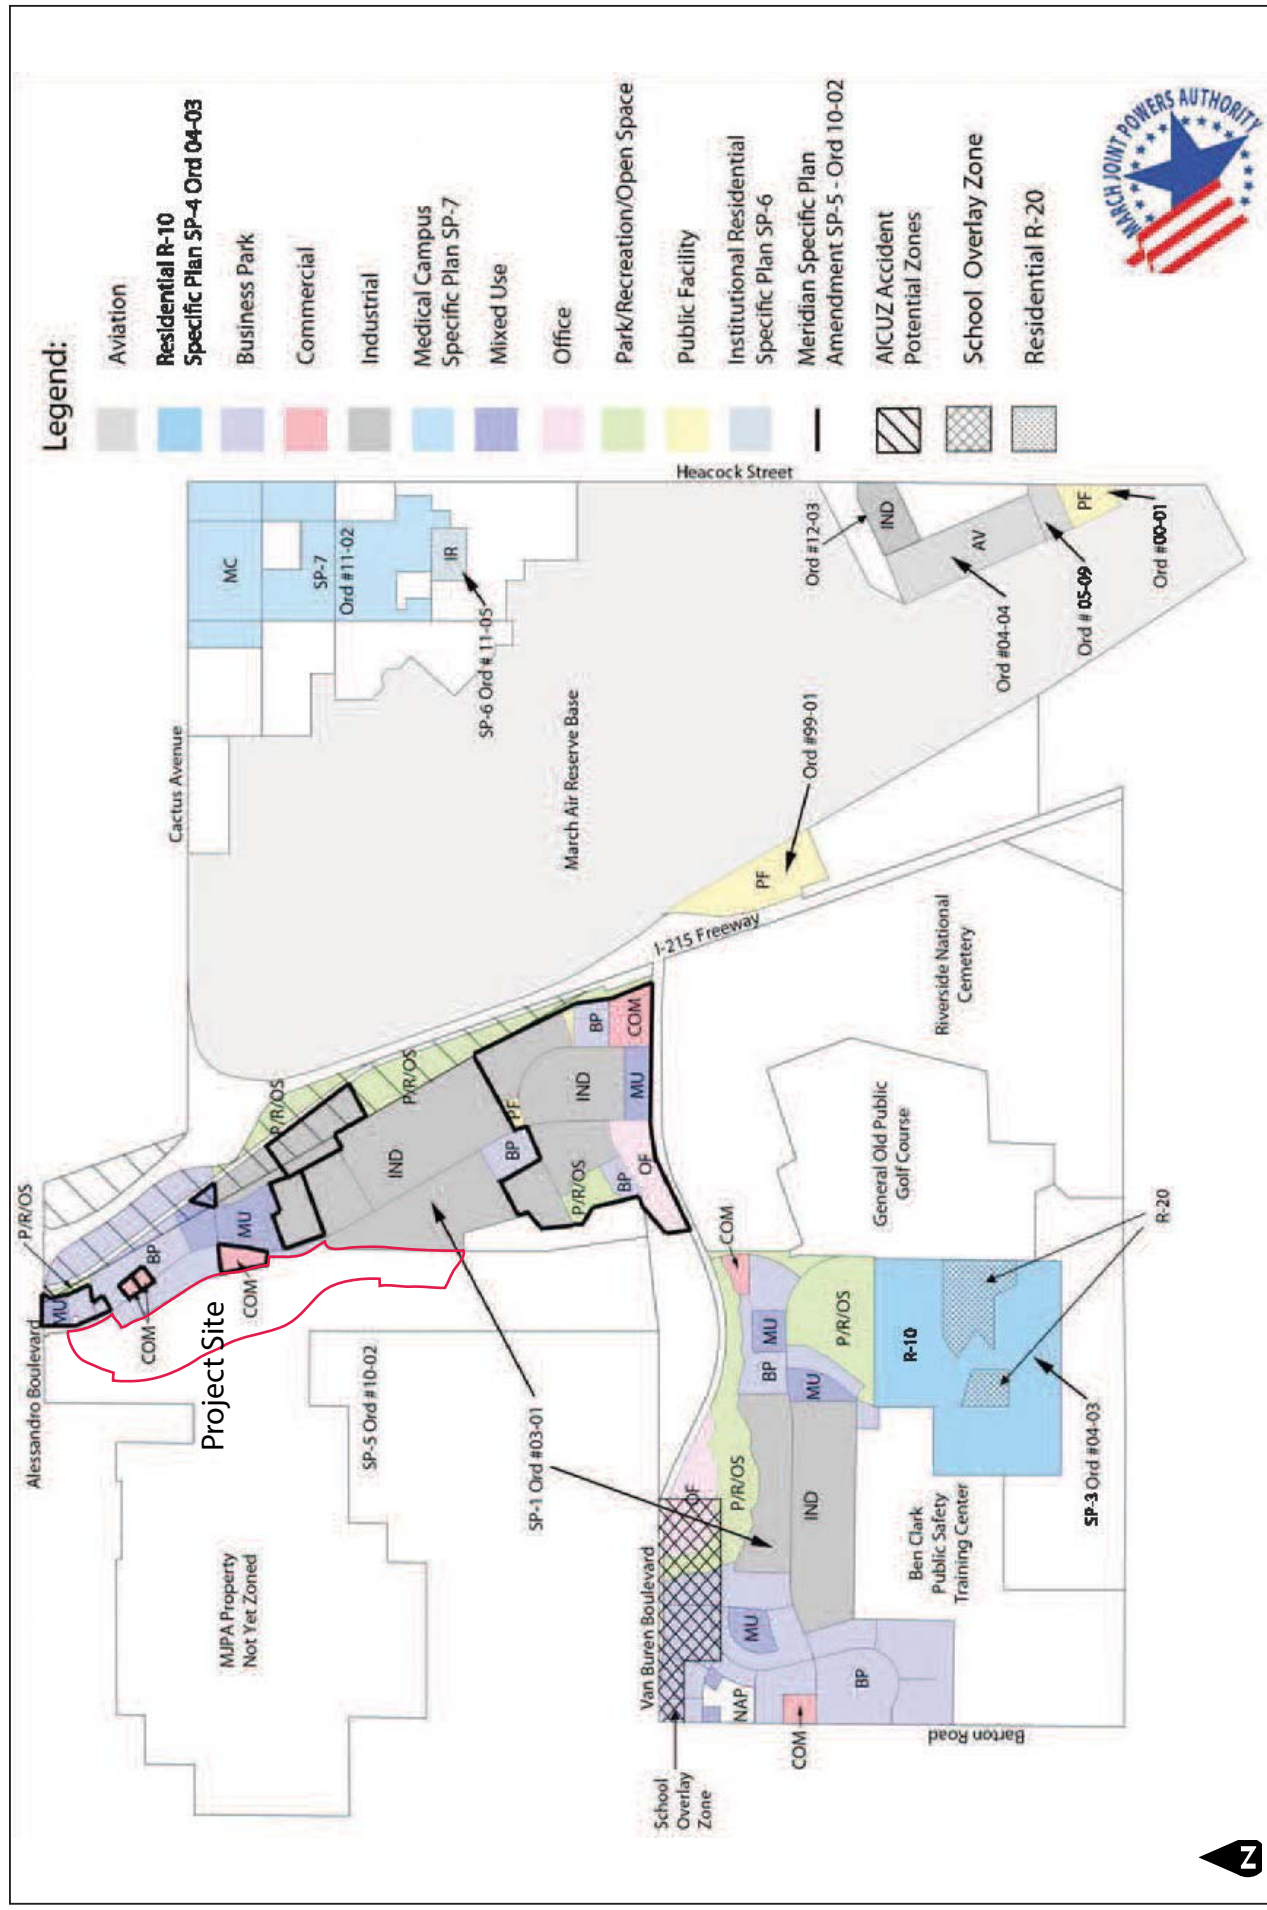 Legend:
Aviation
Residential R-10
Specific Plan SP-4 Ord 04-03
Business Park
Commercial
Industrial
Medical Campus
Specific Plan SP-7
Mixed Use
Office
Park/Recreation/Open Space
Public Facility
Institutional Residential
Specific Plan SP-6
Meridian Specific Plan
Amendment SP-5 - Ord 10-02
AICUZ Accident
Potential Zones
School Overlay Zone
Residential R-20
MARCH JOINT POWERS AUTHORITY
Heacock Street
MC
SP-7
Ord #11-02
IR
SP-6 Ord # 11-05
Cactus Avenue
March Air Reserve Base
Ord #12-03
IND
AV
PF
Ord #04-04
Ord # 05-09
Ord #00-01
Ord #99-01
PF
I-215 Freeway
Riverside National
Cemetery
General Old Public
Golf Course
Alessandro Boulevard
P/R/OS
MU
BP
COM
MU
COM
P/R/OS
P/R/OS
IND
PF
BP
IND
BP
COM
MU
P/R/OS
BP
OF
Project Site
SP-5 Ord #10-02
MJPA Property
Not Yet Zoned
SP-1 Ord #03-01
Van Buren Boulevard
COM
MU
BP
P/R/OS
MU
R-10
R-20
SP-3 Ord #04-03
OF
P/R/OS
IND
Ben Clark
Public Safety
Training Center
MU
BP
NAP
COM
Barton Road
School
Overlay
Zone
Z